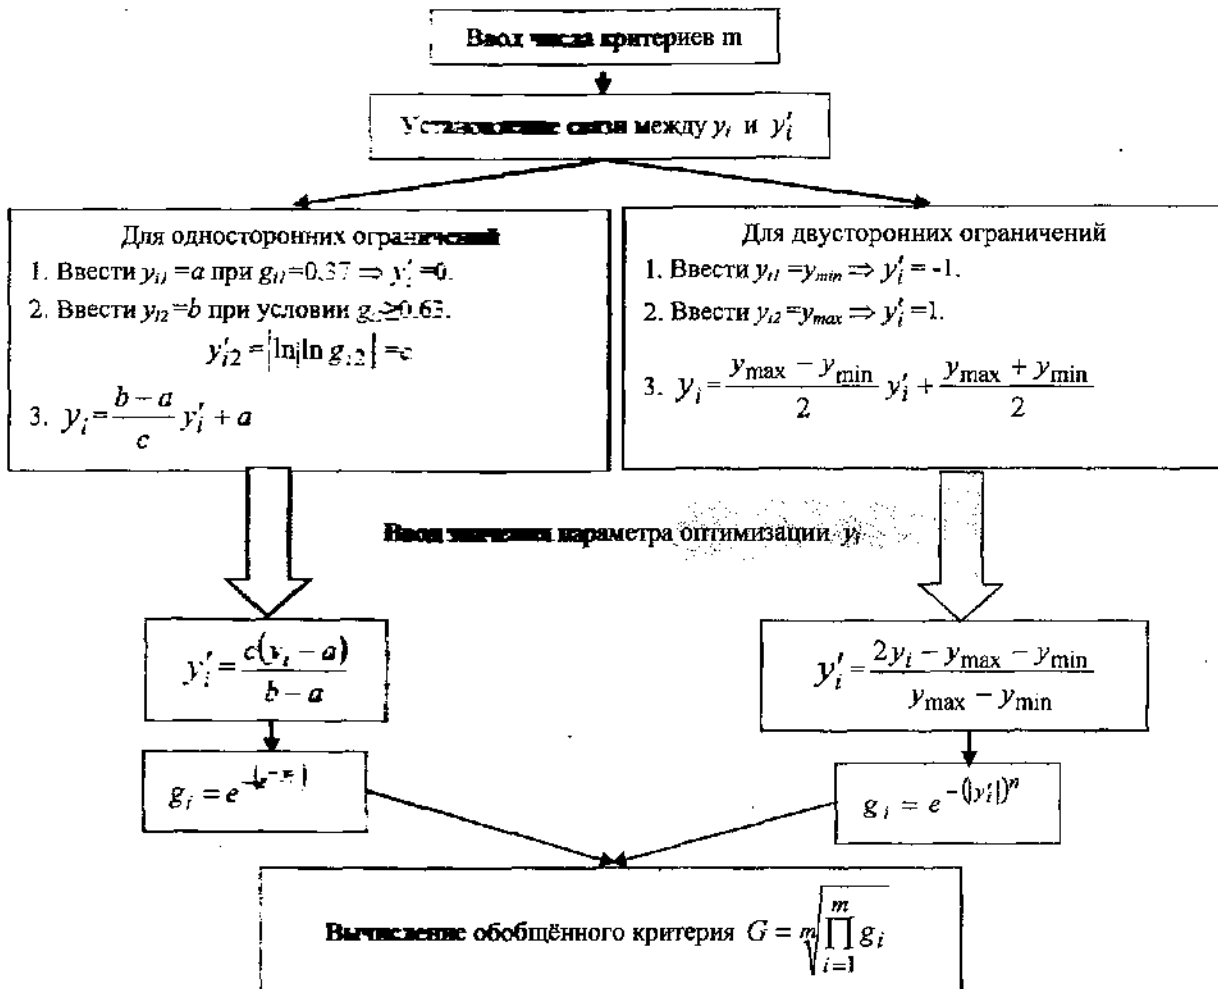 Ввод числа критериев m
Установление связи между yᵢ и y′ᵢ
Для односторонних ограничений
1. Ввести yᵢ₁ =a при gᵢ₁=0.37 ⇒ y′ᵢ =0.
2. Ввести yᵢ₂=b при условии gᵢ≥0.63.
y′ᵢ₂ = |ln|ln gᵢ₂| =c
3. yᵢ = (b − a)/c y′ᵢ + a
Для двусторонних ограничений
1. Ввести yᵢ₁ =y_min ⇒ y′ᵢ = -1.
2. Ввести yᵢ₂ =y_max ⇒ y′ᵢ =1.
3. yᵢ = (y_max − y_min)/2 y′ᵢ + (y_max + y_min)/2
Ввод значения параметра оптимизации yᵢ
y′ᵢ = c(yᵢ − a)/(b − a)
y′ᵢ = (2yᵢ − y_max − y_min)/(y_max − y_min)
gᵢ = e
gᵢ = e^−(|y′ᵢ|)ⁿ
Вычисление обобщённого критерия G = ᵐ√∏ᵢ₌₁ᵐ gᵢ